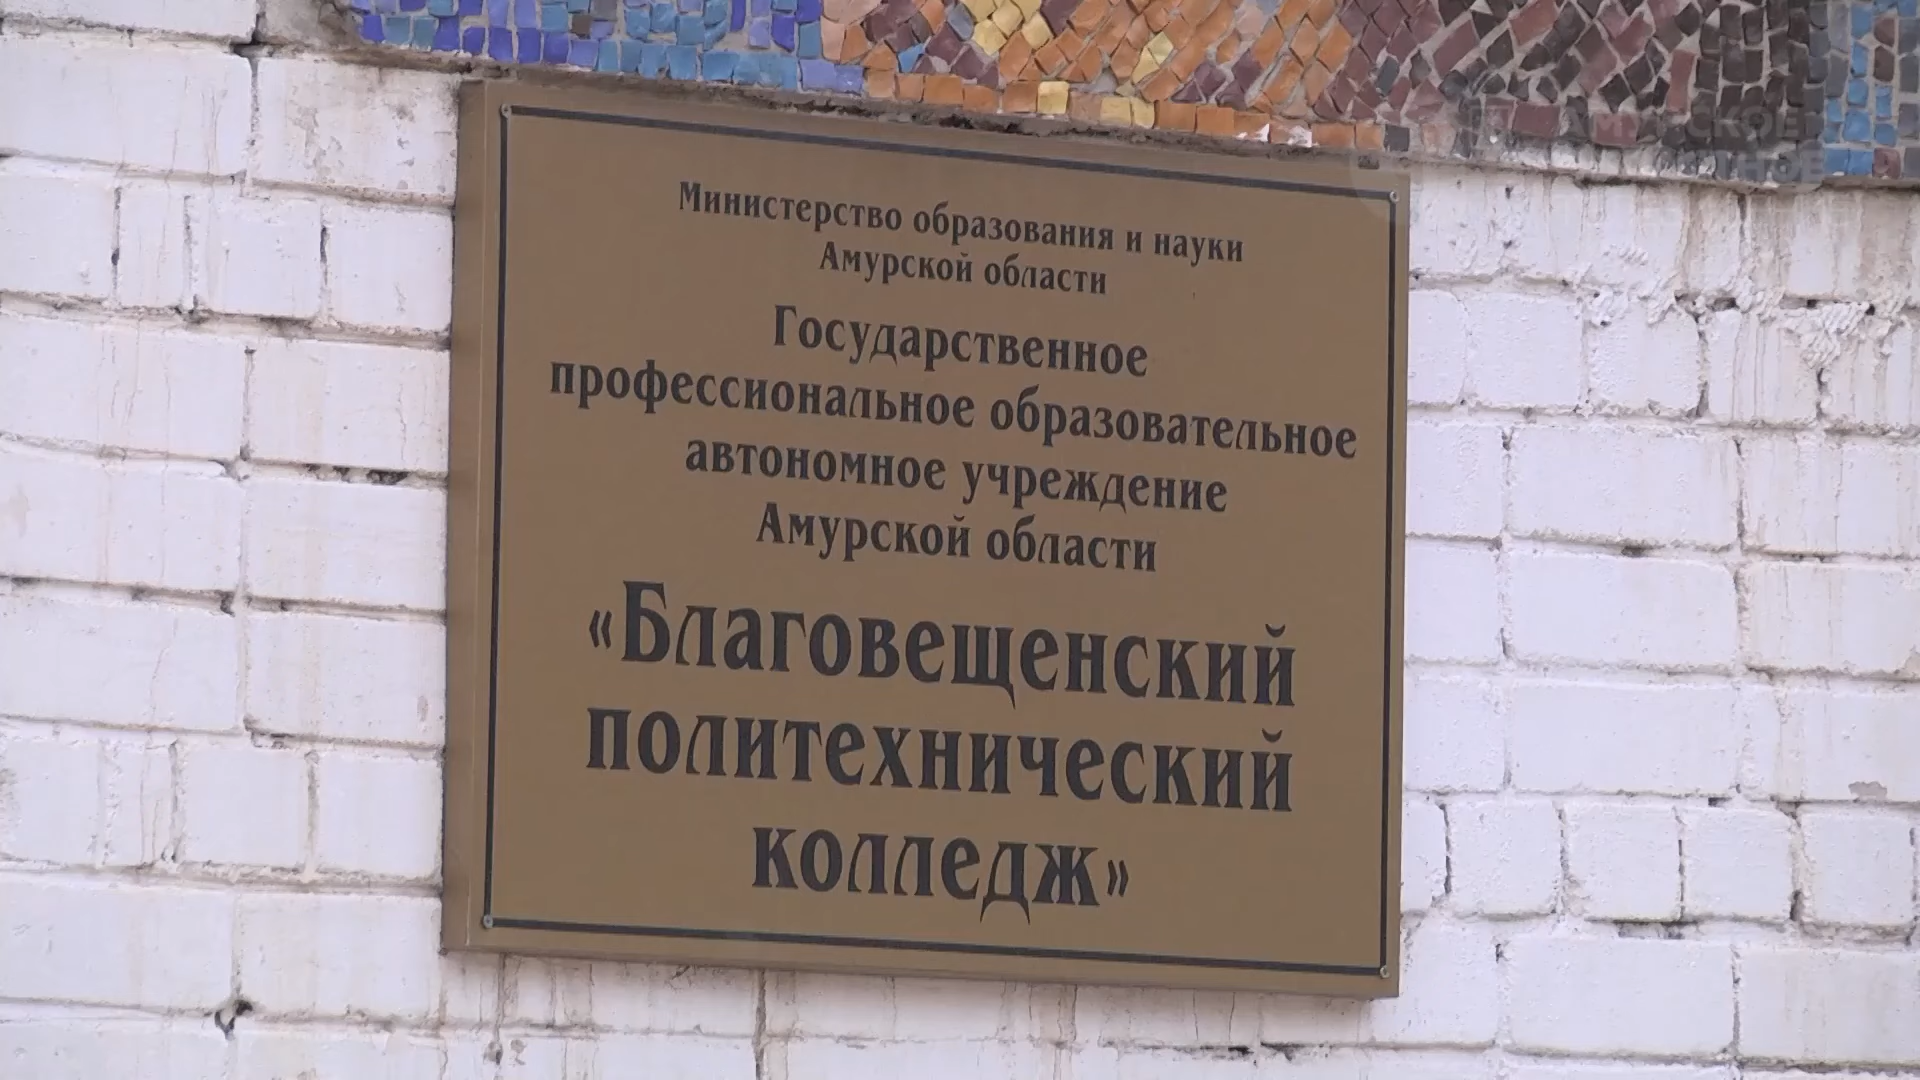 Министерство образования и науки
Амурской области
Государственное
профессиональное образовательное
автономное учреждение
Амурской области
«Благовещенский
политехнический
колледж»